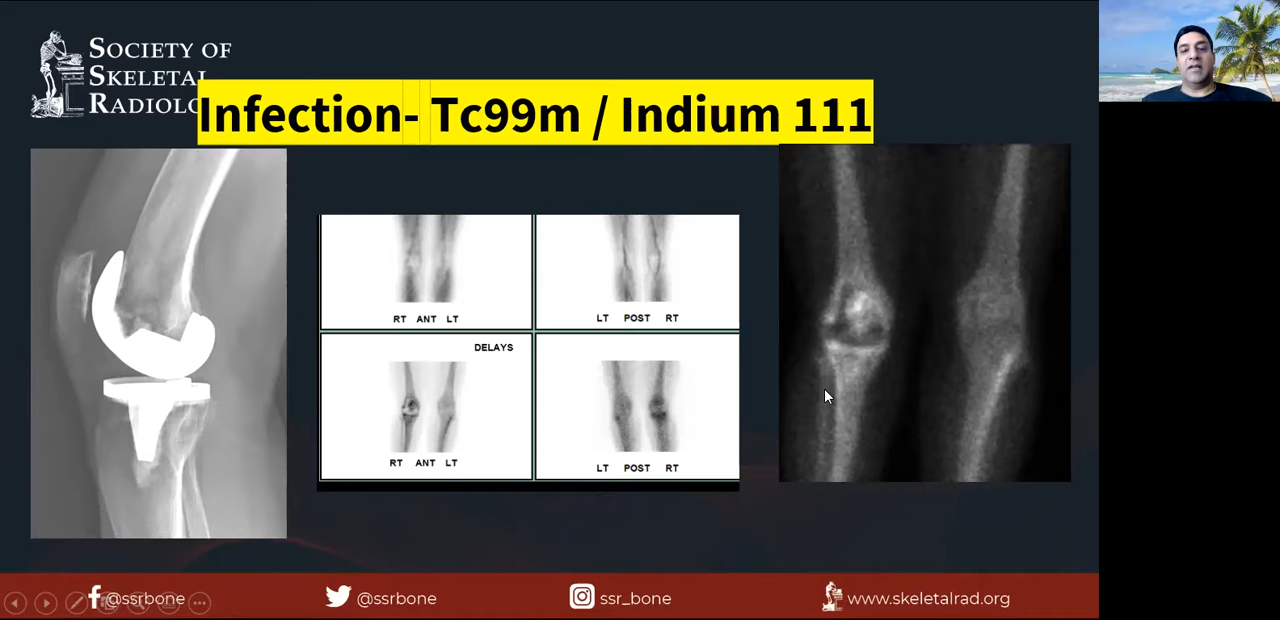 SOCIETY OF
SKELETAL
Infection- Tc99m / Indium 111
RT ANT LT
LT POST RT
DELAYS
RT ANT LT
LT POST RT
@ssrbone
@ssrbone
ssr_bone
www.skeletalrad.org